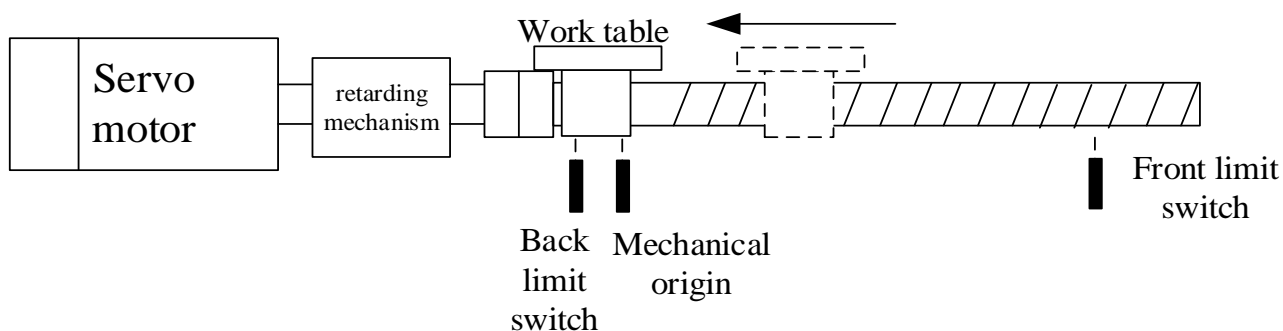 Work table
Servo
motor
retarding
mechanism
Back
limit
switch
Mechanical
origin
Front limit
switch